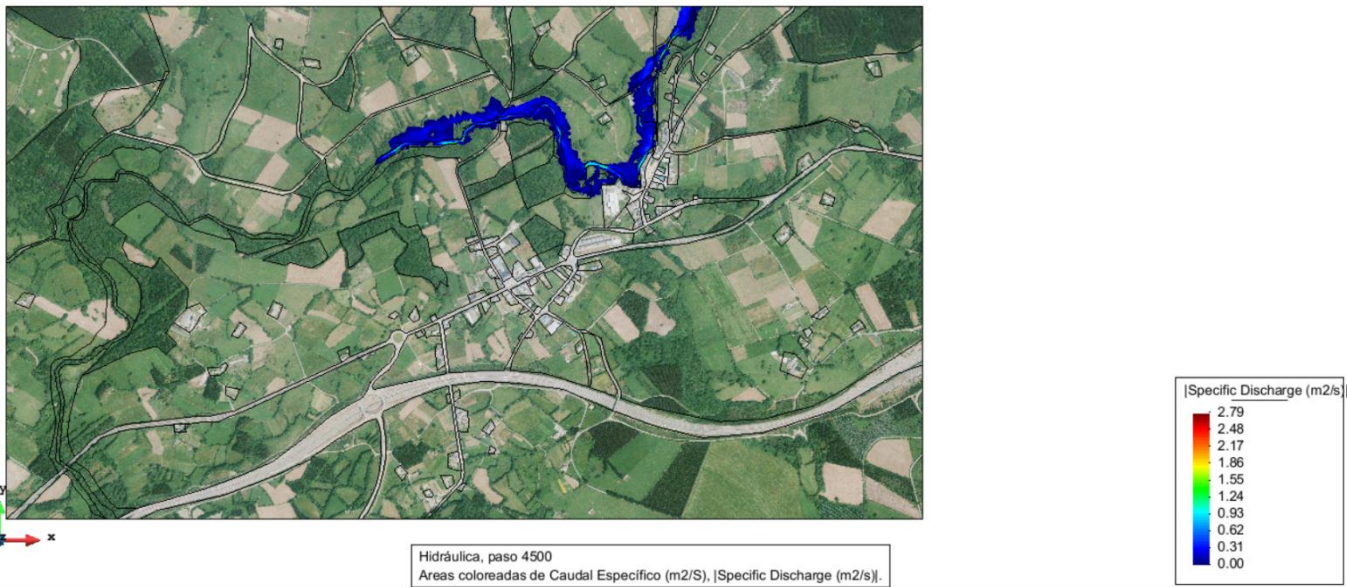 |Specific Discharge (m2/s)|
2.79
2.48
2.17
1.86
1.55
1.24
0.93
0.62
0.31
0.00
y
x
Hidráulica, paso 4500
Areas coloreadas de Caudal Específico (m2/S), |Specific Discharge (m2/s)|.